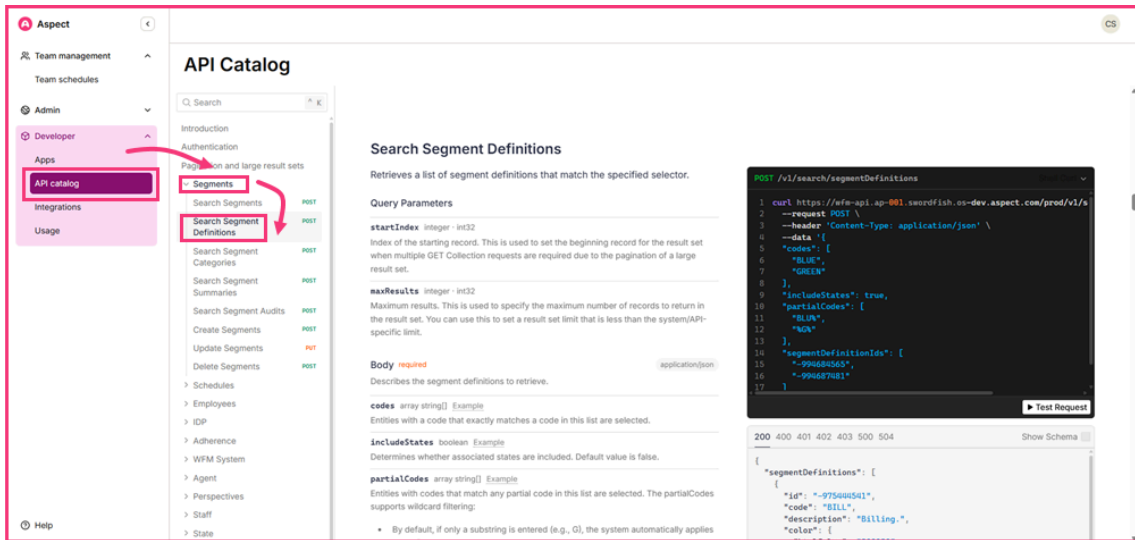 Aspect
CS
Team management
Team schedules
Admin
Developer
Apps
API catalog
Integrations
Usage
Help
API Catalog
Search
^ K
Introduction
Authentication
Pagination and large result sets
Segments
Search Segments POST
Search Segment POST
Definitions
Search Segment POST
Categories
Search Segment POST
Summaries
Search Segment Audits POST
Create Segments POST
Update Segments PUT
Delete Segments POST
Schedules
Employees
IDP
Adherence
WFM System
Agent
Perspectives
Staff
State
Search Segment Definitions
Retrieves a list of segment definitions that match the specified selector.
Query Parameters
startIndex integer · int32
Index of the starting record. This is used to set the beginning record for the result set
when multiple GET Collection requests are required due to the pagination of a large
result set.
maxResults integer · int32
Maximum results. This is used to specify the maximum number of records to return in
the result set. You can use this to set a result set limit that is less than the system/API-
specific limit.
Body required application/json
Describes the segment definitions to retrieve.
codes array string[] Example
Entities with a code that exactly matches a code in this list are selected.
includeStates boolean Example
Determines whether associated states are included. Default value is false.
partialCodes array string[] Example
Entities with codes that match any partial code in this list are selected. The partialCodes
supports wildcard filtering:
• By default, if only a substring is entered (e.g., G), the system automatically applies
POST /v1/search/segmentDefinitions
1 curl https://wfm-api.ap-001.swordfish.os-dev.aspect.com/prod/v1/s
2 --request POST \
3 --header 'Content-Type: application/json' \
4 --data '{
5 "codes": [
6 "BLUE",
7 "GREEN"
8 ],
9 "includeStates": true,
10 "partialCodes": [
11 "BLU%",
12 "%G%"
13 ],
14 "segmentDefinitionIds": [
15 "-994684565",
16 "-994687481"
17 ]
Test Request
200 400 401 402 403 500 504 Show Schema
{
"segmentDefinitions": [
{
"id": "-975444541",
"code": "BILL",
"description": "Billing.",
"color": {